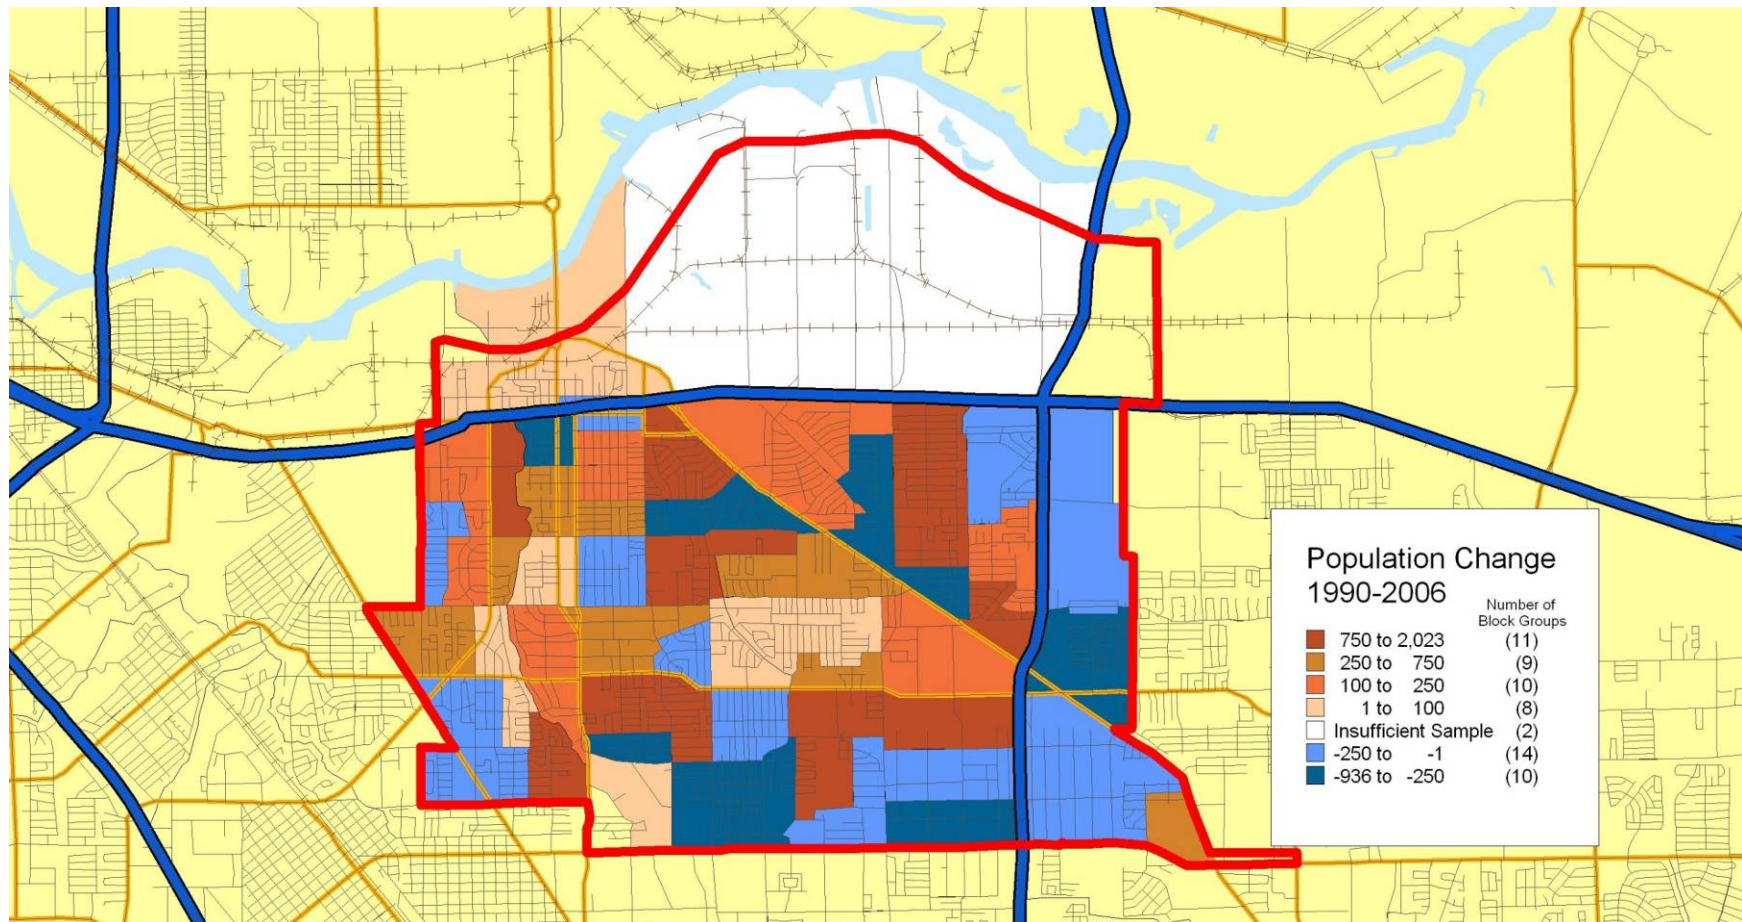 Population Change
1990-2006
Number of
Block Groups
750 to 2,023 (11)
250 to 750 (9)
100 to 250 (10)
1 to 100 (8)
Insufficient Sample (2)
-250 to -1 (14)
-936 to -250 (10)